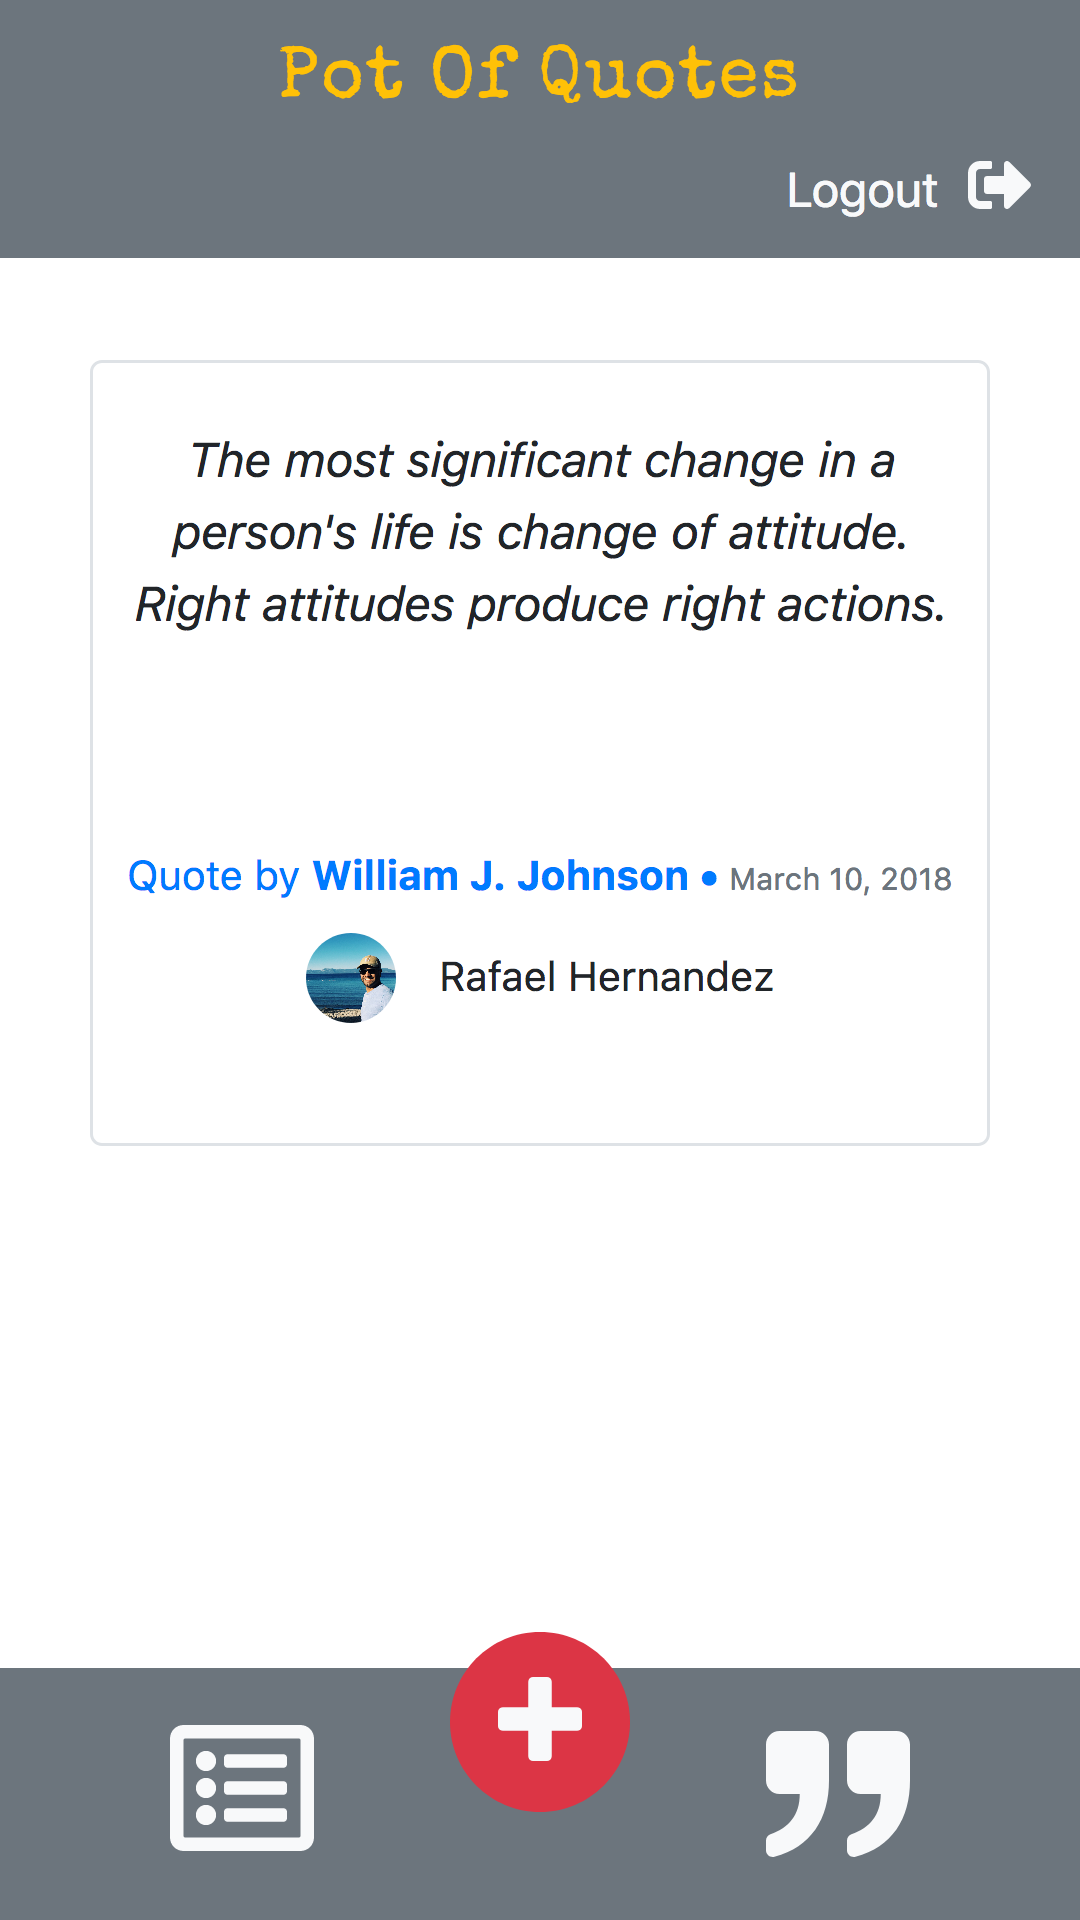 Pot Of Quotes
Logout
The most significant change in a
person's life is change of attitude.
Right attitudes produce right actions.
Quote by William J. Johnson • March 10, 2018
Rafael Hernandez